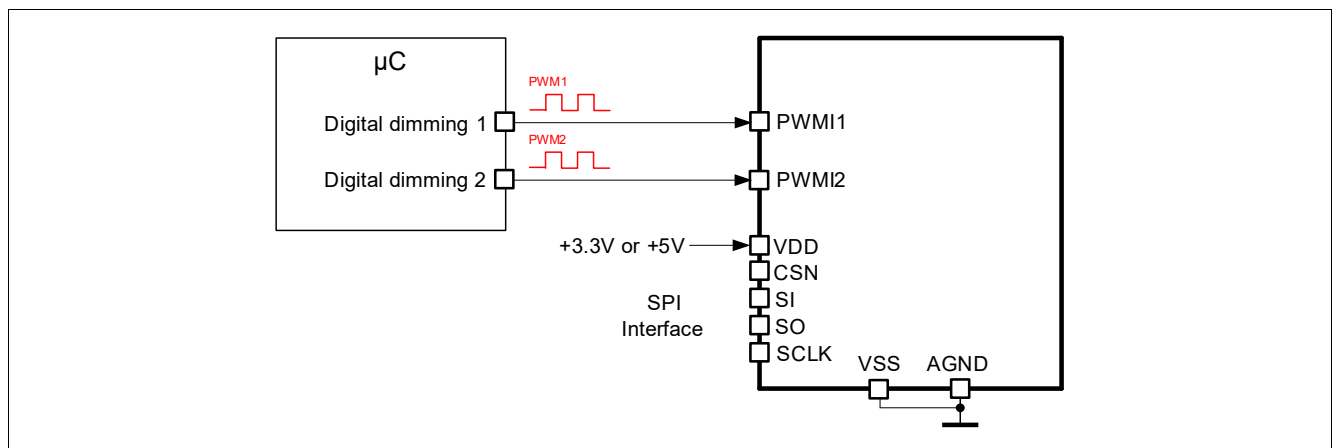 µC
PWM1
Digital dimming 1
PWMI1
PWM2
Digital dimming 2
PWMI2
+3.3V or +5V
VDD
CSN
SPI
Interface
SI
SO
SCLK
VSS
AGND